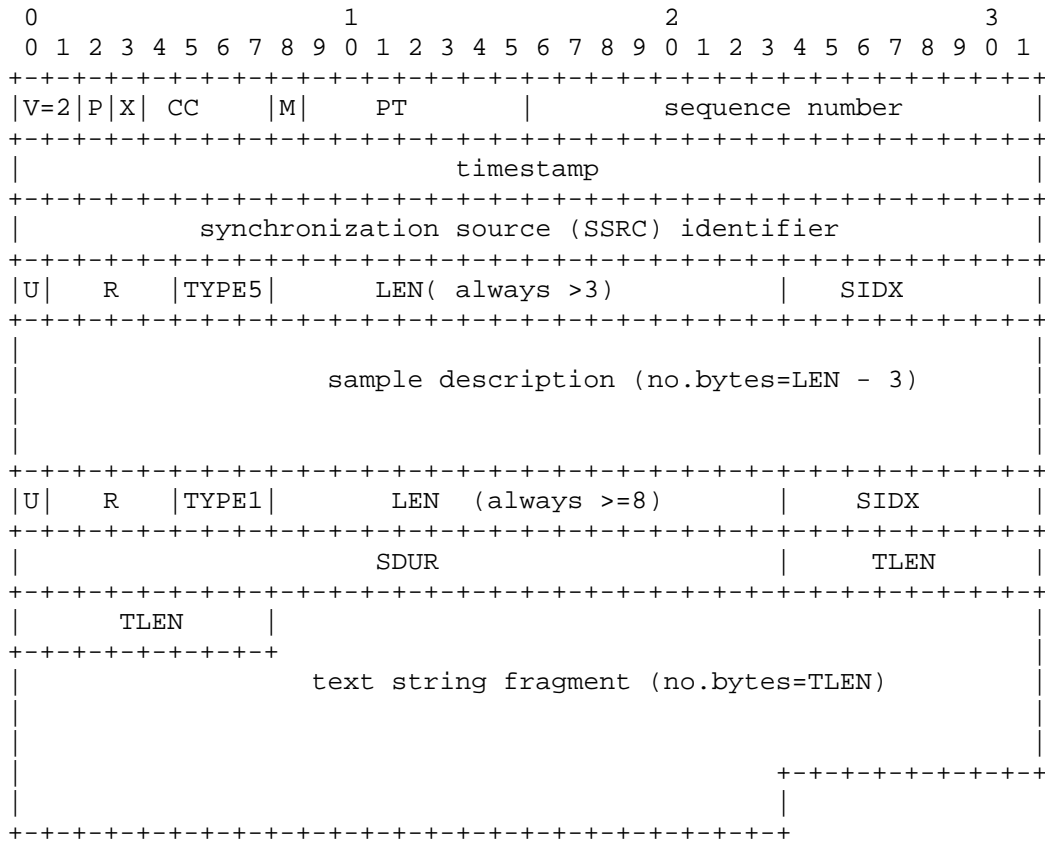 0                   1                   2                   3
 0 1 2 3 4 5 6 7 8 9 0 1 2 3 4 5 6 7 8 9 0 1 2 3 4 5 6 7 8 9 0 1
+-+-+-+-+-+-+-+-+-+-+-+-+-+-+-+-+-+-+-+-+-+-+-+-+-+-+-+-+-+-+-+-+
|V=2|P|X| CC    |M|    PT       |        sequence number        |
+-+-+-+-+-+-+-+-+-+-+-+-+-+-+-+-+-+-+-+-+-+-+-+-+-+-+-+-+-+-+-+-+
|                           timestamp                           |
+-+-+-+-+-+-+-+-+-+-+-+-+-+-+-+-+-+-+-+-+-+-+-+-+-+-+-+-+-+-+-+-+
|           synchronization source (SSRC) identifier            |
+-+-+-+-+-+-+-+-+-+-+-+-+-+-+-+-+-+-+-+-+-+-+-+-+-+-+-+-+-+-+-+-+
|U|   R   |TYPE5|      LEN( always >3)          |   SIDX        |
+-+-+-+-+-+-+-+-+-+-+-+-+-+-+-+-+-+-+-+-+-+-+-+-+-+-+-+-+-+-+-+-+
|                                                               |
|                   sample description (no.bytes=LEN - 3)       |
|                                                               |
|                                                               |
+-+-+-+-+-+-+-+-+-+-+-+-+-+-+-+-+-+-+-+-+-+-+-+-+-+-+-+-+-+-+-+-+
|U|   R   |TYPE1|       LEN  (always >=8)       |    SIDX       |
+-+-+-+-+-+-+-+-+-+-+-+-+-+-+-+-+-+-+-+-+-+-+-+-+-+-+-+-+-+-+-+-+
|                      SDUR                     |     TLEN      |
+-+-+-+-+-+-+-+-+-+-+-+-+-+-+-+-+-+-+-+-+-+-+-+-+-+-+-+-+-+-+-+-+
|      TLEN     |                                               |
+-+-+-+-+-+-+-+-+                                               |
|                  text string fragment (no.bytes=TLEN)         |
|                                                               |
|                                                               |
|                                               +-+-+-+-+-+-+-+-+
|                                               |
+-+-+-+-+-+-+-+-+-+-+-+-+-+-+-+-+-+-+-+-+-+-+-+-+